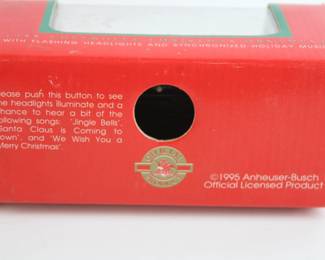 WITH FLASHING HEADLIGHTS AND SYNCHRONIZED HOLIDAY MUSIC
ease push this button to see
e headlights illuminate and a
hance to hear a bit of the
ollowing songs: 'Jingle Bells',
Santa Claus is Coming to
own', and 'We Wish You a
Merry Christmas'.
OFFICIAL
©1995 Anheuser-Busch
Official Licensed Product